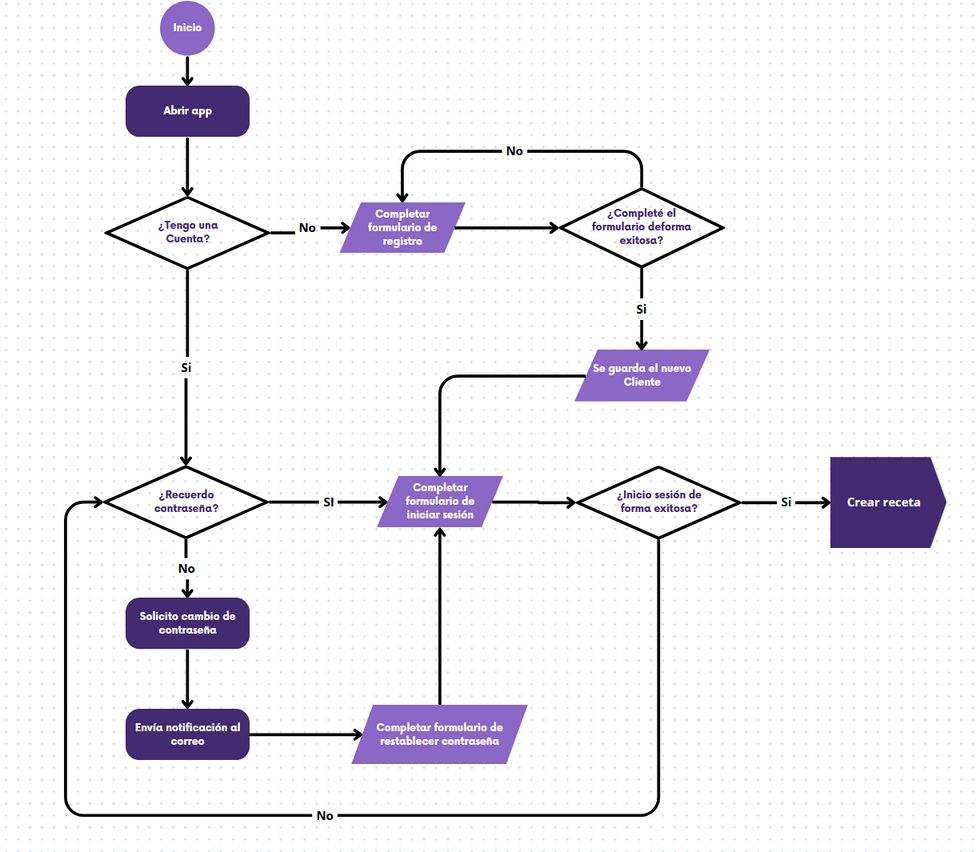 Inicio
Abrir app
No
¿Tengo una
Cuenta?
No
Completar
formulario de
registro
¿Completé el
formulario deforma
exitosa?
Si
Si
Se guarda el nuevo
Cliente
¿Recuerdo
contraseña?
SI
Completar
formulario de
iniciar sesión
¿Inicio sesión de
forma exitosa?
Si
Crear receta
No
Solicito cambio de
contraseña
Envía notificación al
correo
Completar formulario de
restablecer contraseña
No